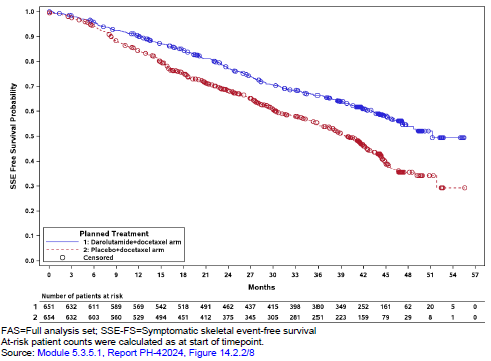 1.0
0.9
0.8
0.7
0.6
0.5
0.4
0.3
0.2
0.1
0.0
SSE Free Survival Probability
Planned Treatment
1: Darolutamide+docetaxel arm
2: Placebo+docetaxel arm
Censored
0 3 6 9 12 15 18 21 24 27 30 33 36 39 42 45 48 51 54 57
Months
Number of patients at risk
1 651 632 611 589 569 542 518 491 462 437 415 398 380 349 252 161 62 20 5 0
2 654 632 602 560 529 494 451 412 375 345 305 281 251 223 159 79 29 8 1 0
FAS=Full analysis set; SSE-FS=Symptomatic skeletal event-free survival
At-risk patient counts were calculated as at start of timepoint.
Source: Module 5.3.5.1, Report PH-42024, Figure 14.2.2/8